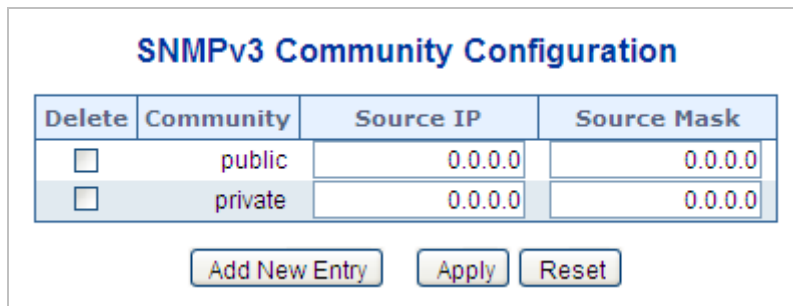 SNMPv3 Community Configuration
Delete Community Source IP Source Mask
public 0.0.0.0 0.0.0.0
private 0.0.0.0 0.0.0.0
Add New Entry Apply Reset